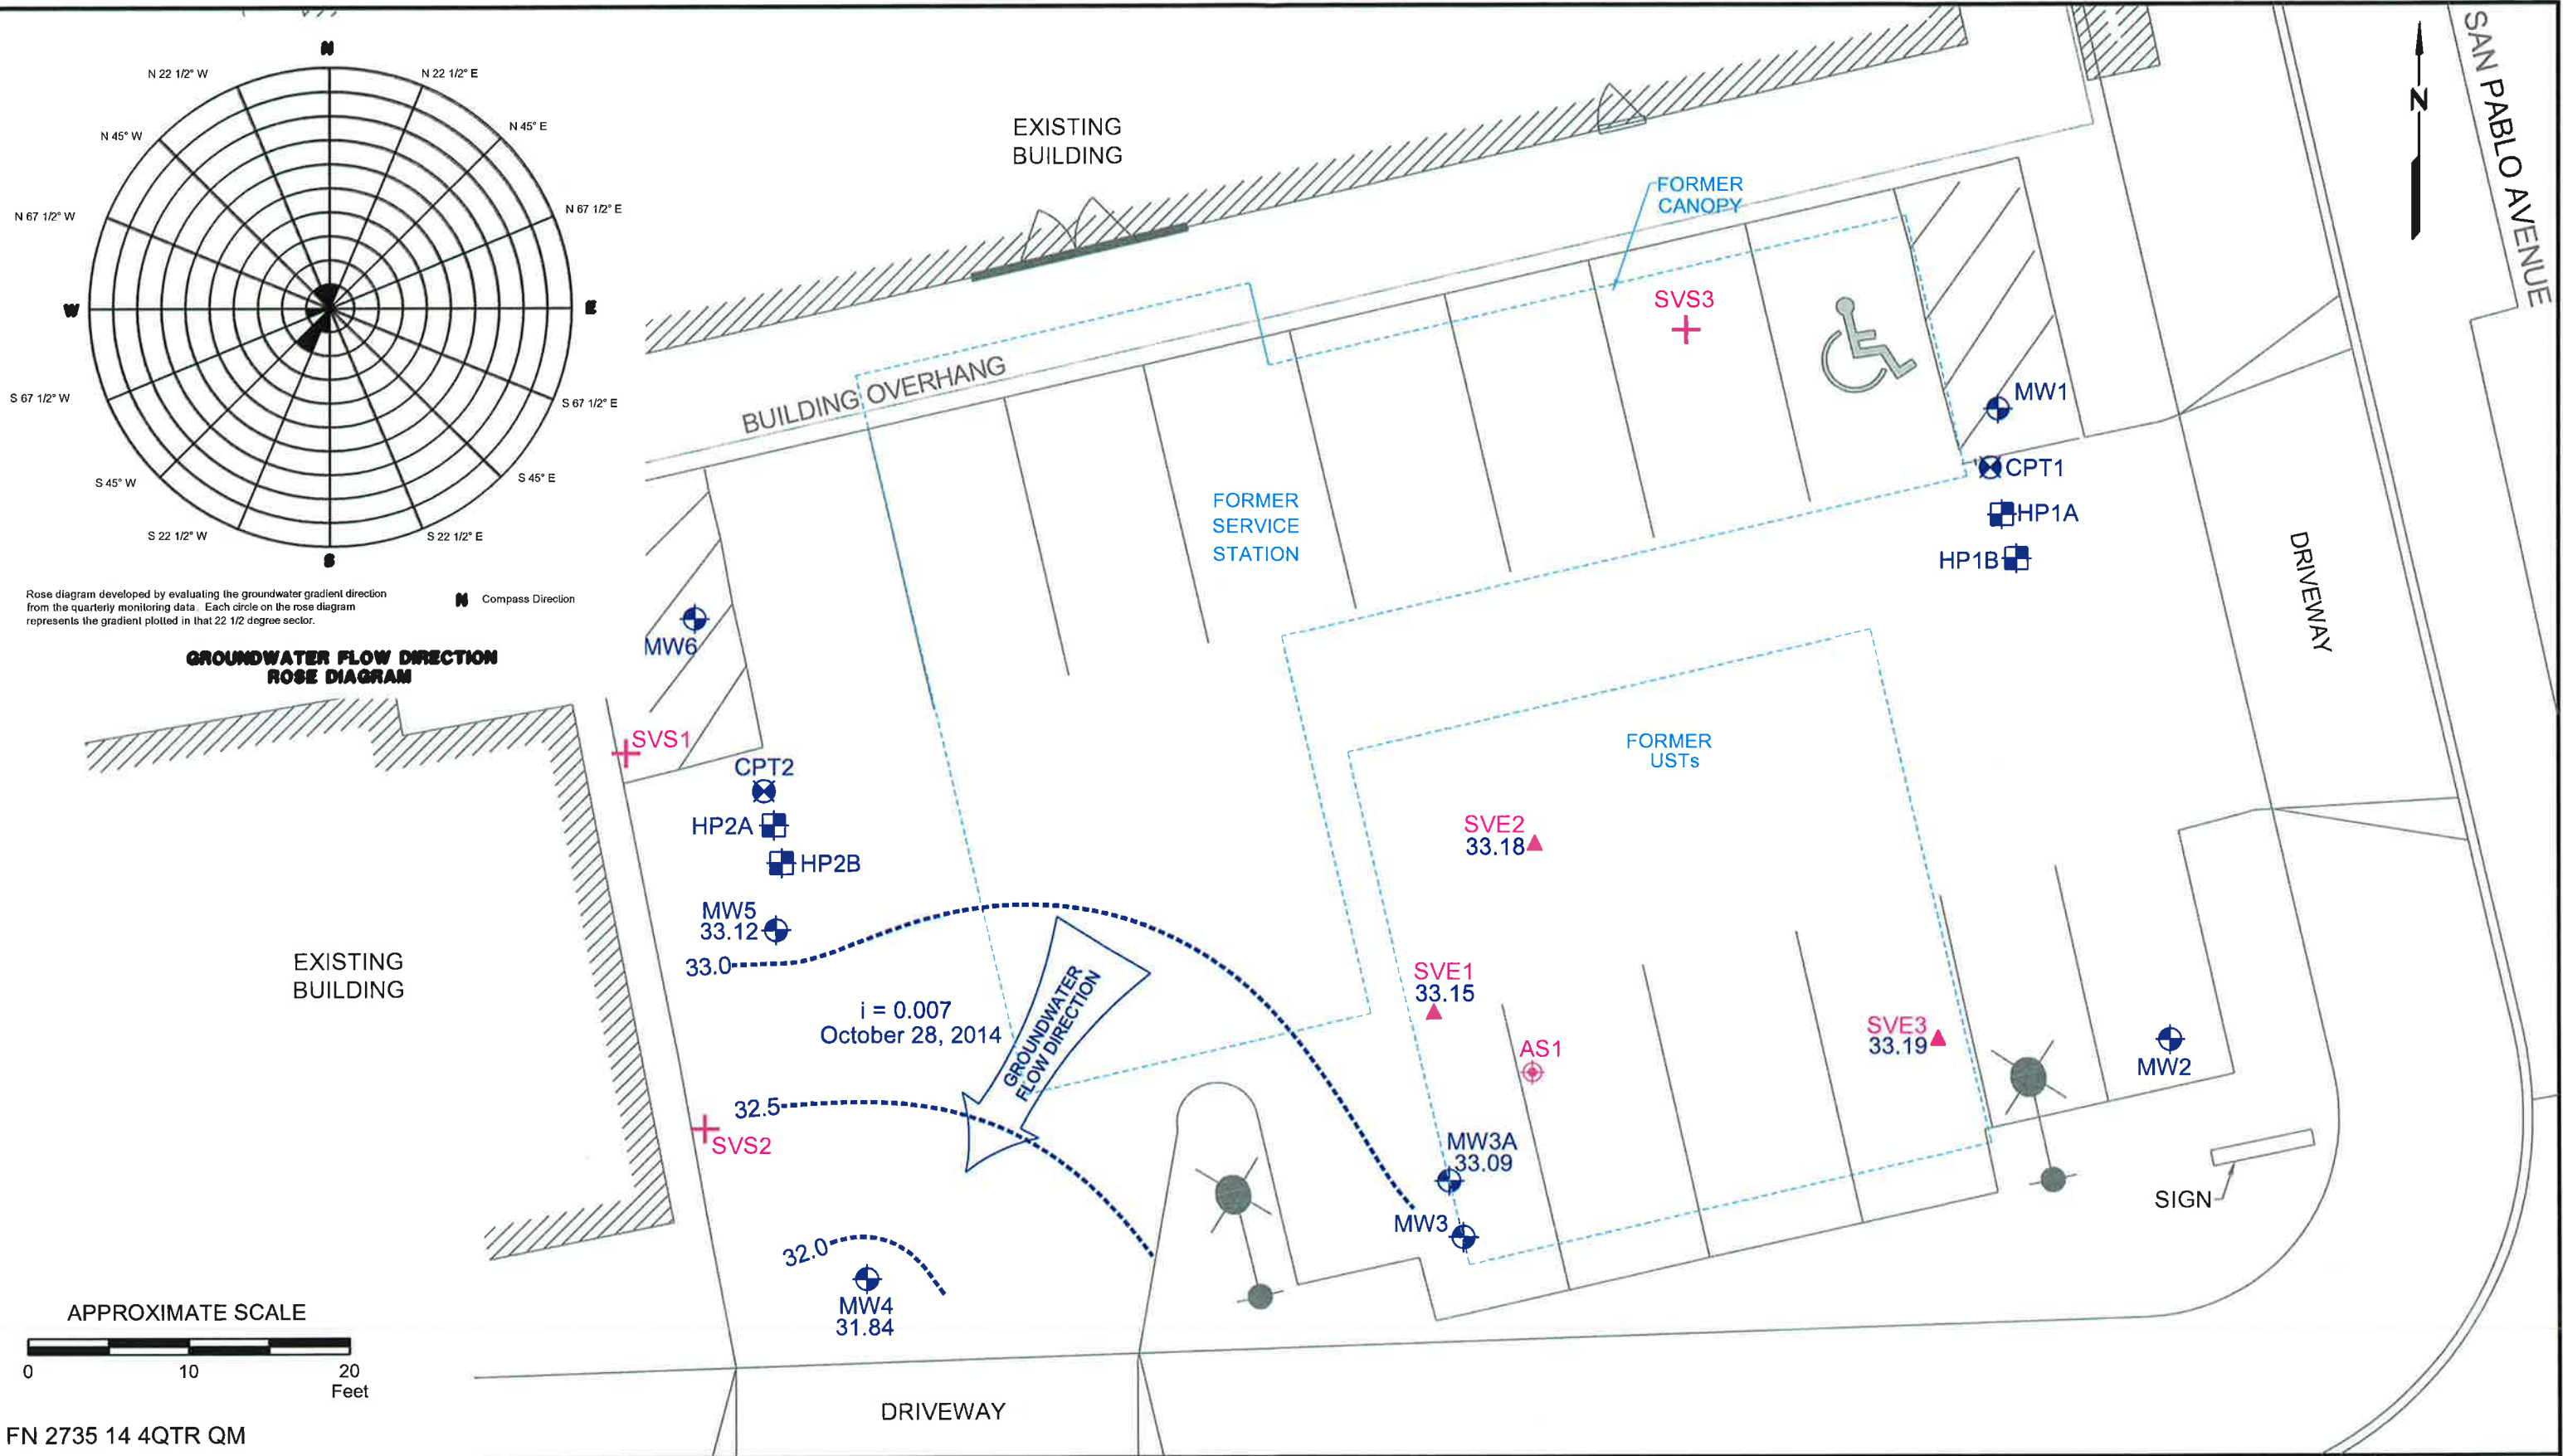 N
N 22 1/2° W
N 22 1/2° E
N 45° W
N 45° E
N 67 1/2° W
N 67 1/2° E
W
E
S 67 1/2° W
S 67 1/2° E
S 45° W
S 45° E
S 22 1/2° W
S 22 1/2° E
S
Rose diagram developed by evaluating the groundwater gradient direction
from the quarterly monitoring data. Each circle on the rose diagram
represents the gradient plotted in that 22 1/2 degree sector.
N Compass Direction
GROUNDWATER FLOW DIRECTION
ROSE DIAGRAM
EXISTING
BUILDING
FORMER
CANOPY
SAN PABLO AVENUE
N
SVS3
BUILDING OVERHANG
MW1
CPT1
HP1A
HP1B
FORMER
SERVICE
STATION
DRIVEWAY
MW6
SVS1
CPT2
HP2A
HP2B
FORMER
USTs
SVE2
33.18
MW5
33.12
33.0
EXISTING
BUILDING
i = 0.007
October 28, 2014
GROUNDWATER
FLOW DIRECTION
SVE1
33.15
SVE3
33.19
AS1
MW2
32.5
SVS2
MW3A
33.09
MW3
SIGN
32.0
MW4
31.84
APPROXIMATE SCALE
0
10
20
Feet
DRIVEWAY
FN 2735 14 4QTR QM